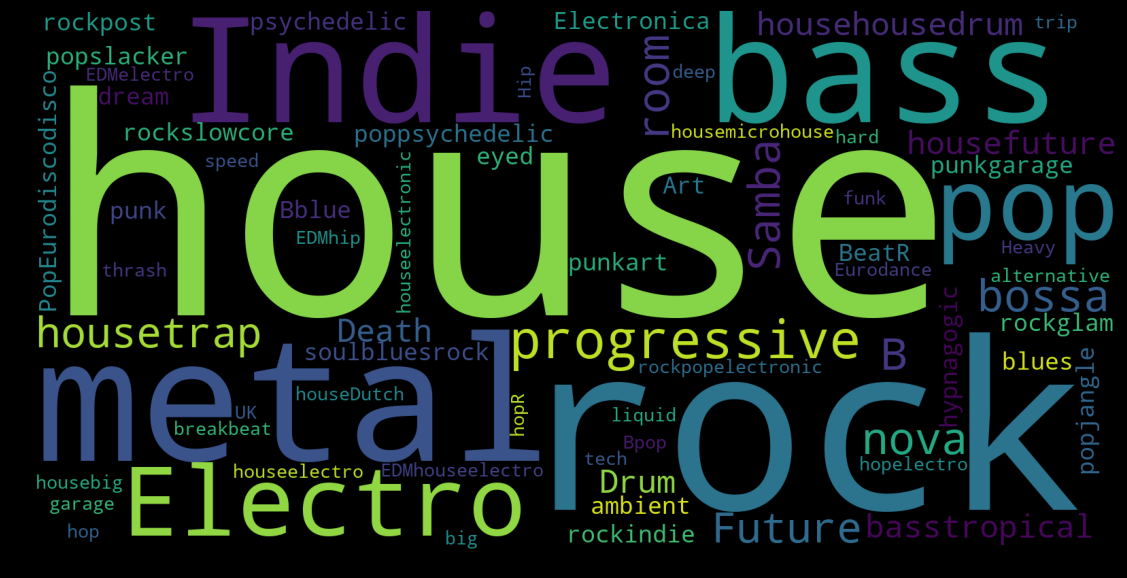 rockpost
Indie
psychedelic
Electronica
bass
househousedrum
trip
popslacker
EDMelectro
dream
Hip
room
deep
PopEurodiscodisco
house
rockslowcore
speed
poppsychedelic
eyed
housemicrohouse
hard
housefuture
punkgarage
punk
Bblue
EDMhip
houseelectronic
Art
Samba
funk
pop
thrash
punkart
BeatR
Eurodance
Heavy
alternative
bossa
rockglam
housetrap
Death
soulbluesrock
progressive
B
hypnagogic
blues
popjangle
metal
rockpopelectronic
rock
houseDutch
UK
breakbeat
hopR
liquid
Bpop
tech
nova
hopelectro
housebig
garage
hop
Electro
houseelectro
EDMhouseelectro
big
Drum
ambient
rockindie
Future
basstropical